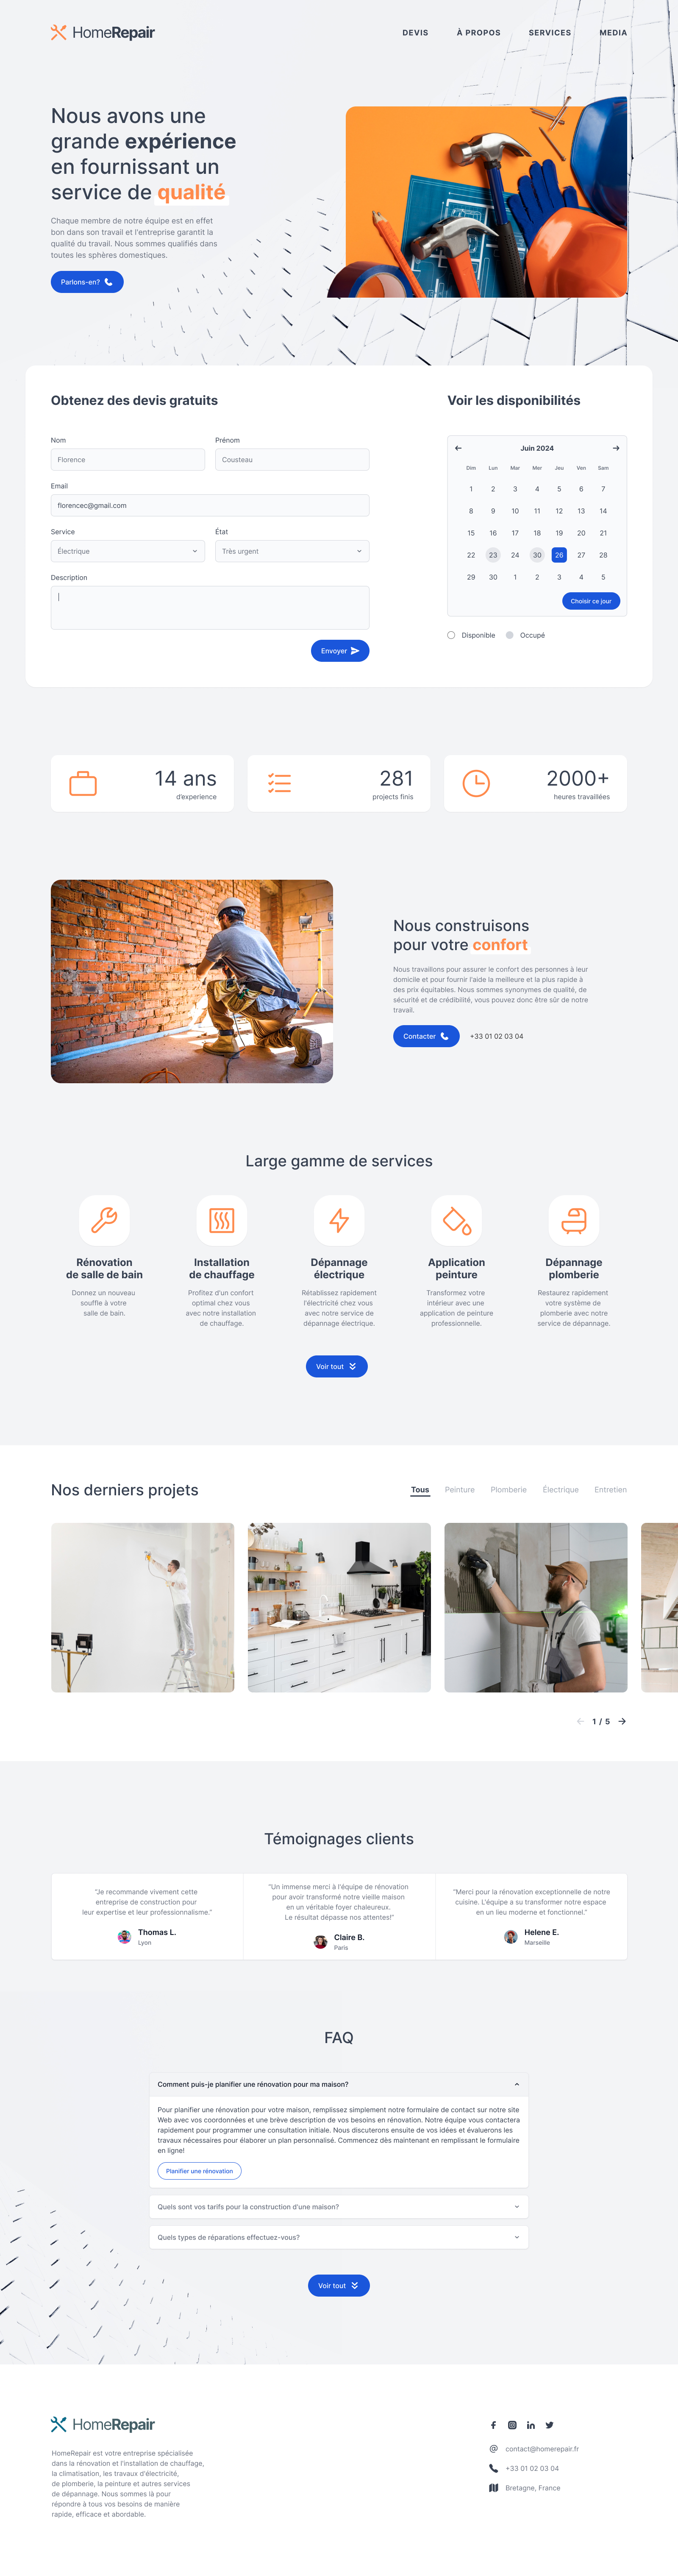 HomeRepair
DEVIS
À PROPOS
SERVICES
MEDIA
Nous avons une
grande expérience
en fournissant un
service de qualité
Chaque membre de notre équipe est en effet
bon dans son travail et l'entreprise garantit la
qualité du travail. Nous sommes qualifiés dans
toutes les sphères domestiques.
Parlons-en?
Obtenez des devis gratuits
Nom
Prénom
Florence
Cousteau
Email
florencec@gmail.com
Service
État
Électrique
Très urgent
Description
Envoyer
Voir les disponibilités
Juin 2024
Dim Lun Mar Mer Jeu Ven Sam
1 2 3 4 5 6 7
8 9 10 11 12 13 14
15 16 17 18 19 20 21
22 23 24 30 26 27 28
29 30 1 2 3 4 5
Choisir ce jour
Disponible
Occupé
14 ans
d'experience
281
projects finis
2000+
heures travaillées
Nous construisons
pour votre confort
Nous travaillons pour assurer le confort des personnes à leur
domicile et pour fournir l'aide la meilleure et la plus rapide à
des prix équitables. Nous sommes synonymes de qualité, de
sécurité et de crédibilité, vous pouvez donc être sûr de notre
travail.
Contacter
+33 01 02 03 04
Large gamme de services
Rénovation
de salle de bain
Donnez un nouveau
souffle à votre
salle de bain.
Installation
de chauffage
Profitez d'un confort
optimal chez vous
avec notre installation
de chauffage.
Dépannage
électrique
Rétablissez rapidement
l'électricité chez vous
avec notre service de
dépannage électrique.
Application
peinture
Transformez votre
intérieur avec une
application de peinture
professionnelle.
Dépannage
plomberie
Restaurez rapidement
votre système de
plomberie avec notre
service de dépannage.
Voir tout
Nos derniers projets
Tous
Peinture
Plomberie
Électrique
Entretien
1 / 5
Témoignages clients
"Je recommande vivement cette
entreprise de construction pour
leur expertise et leur professionnalisme."
Thomas L.
Lyon
"Un immense merci à l'équipe de rénovation
pour avoir transformé notre vieille maison
en un véritable foyer chaleureux.
Le résultat dépasse nos attentes!"
Claire B.
Paris
"Merci pour la rénovation exceptionnelle de notre
cuisine. L'équipe a su transformer notre espace
en un lieu moderne et fonctionnel."
Helene E.
Marseille
FAQ
Comment puis-je planifier une rénovation pour ma maison?
Pour planifier une rénovation pour votre maison, remplissez simplement notre formulaire de contact sur notre site
Web avec vos coordonnées et une brève description de vos besoins en rénovation. Notre équipe vous contactera
rapidement pour programmer une consultation initiale. Nous discuterons ensuite de vos idées et évaluerons les
travaux nécessaires pour élaborer un plan personnalisé. Commencez dès maintenant en remplissant le formulaire
en ligne!
Planifier une rénovation
Quels sont vos tarifs pour la construction d'une maison?
Quels types de réparations effectuez-vous?
Voir tout
HomeRepair
HomeRepair est votre entreprise spécialisée
dans la rénovation et l'installation de chauffage,
la climatisation, les travaux d'électricité,
de plomberie, la peinture et autres services
de dépannage. Nous sommes là pour
répondre à tous vos besoins de manière
rapide, efficace et abordable.
contact@homerepair.fr
+33 01 02 03 04
Bretagne, France